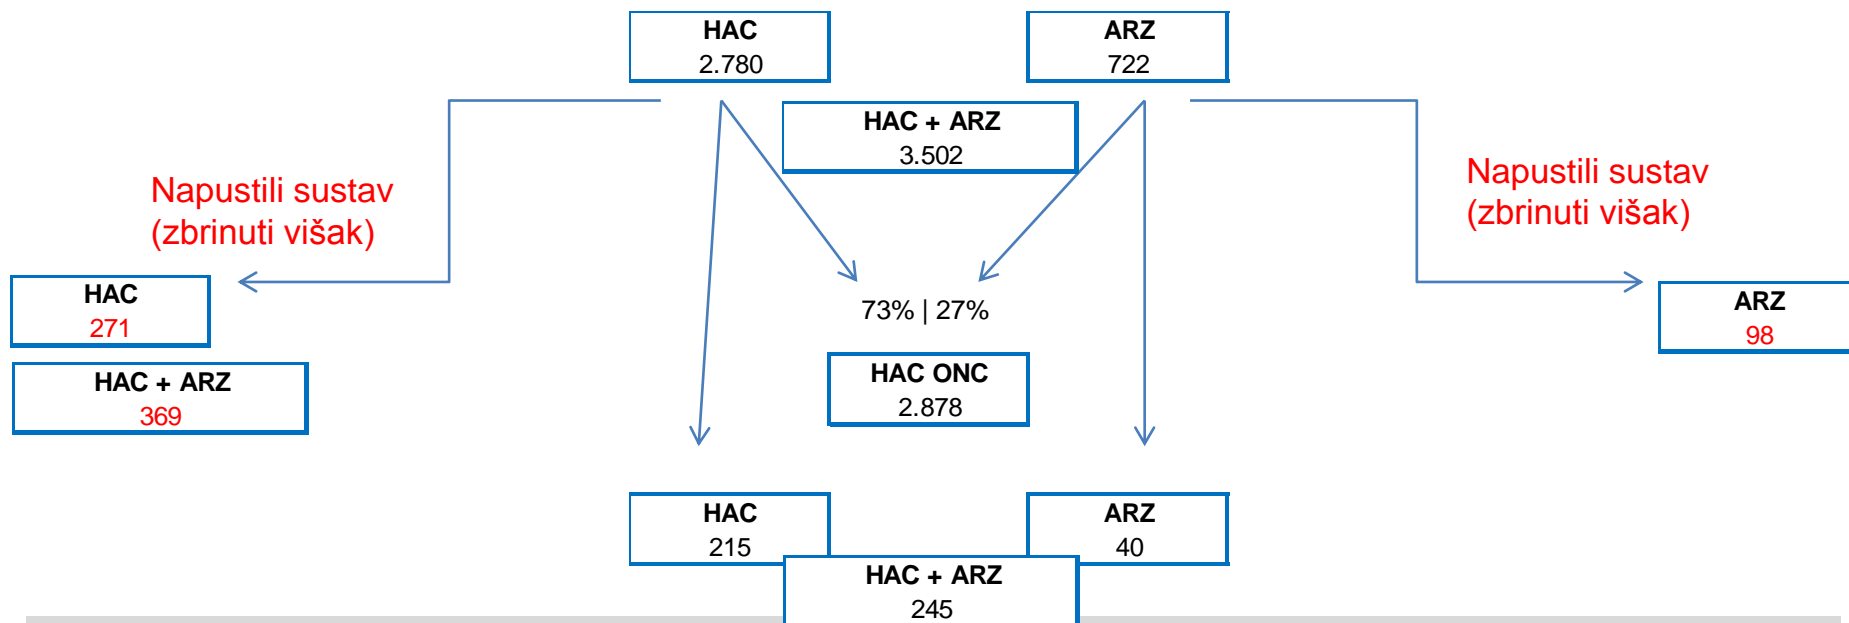 HAC
2.780
ARZ
722
HAC + ARZ
3.502
Napustili sustav
(zbrinuti višak)
Napustili sustav
(zbrinuti višak)
HAC
271
HAC + ARZ
369
73% | 27%
HAC ONC
2.878
ARZ
98
HAC
215
ARZ
40
HAC + ARZ
245